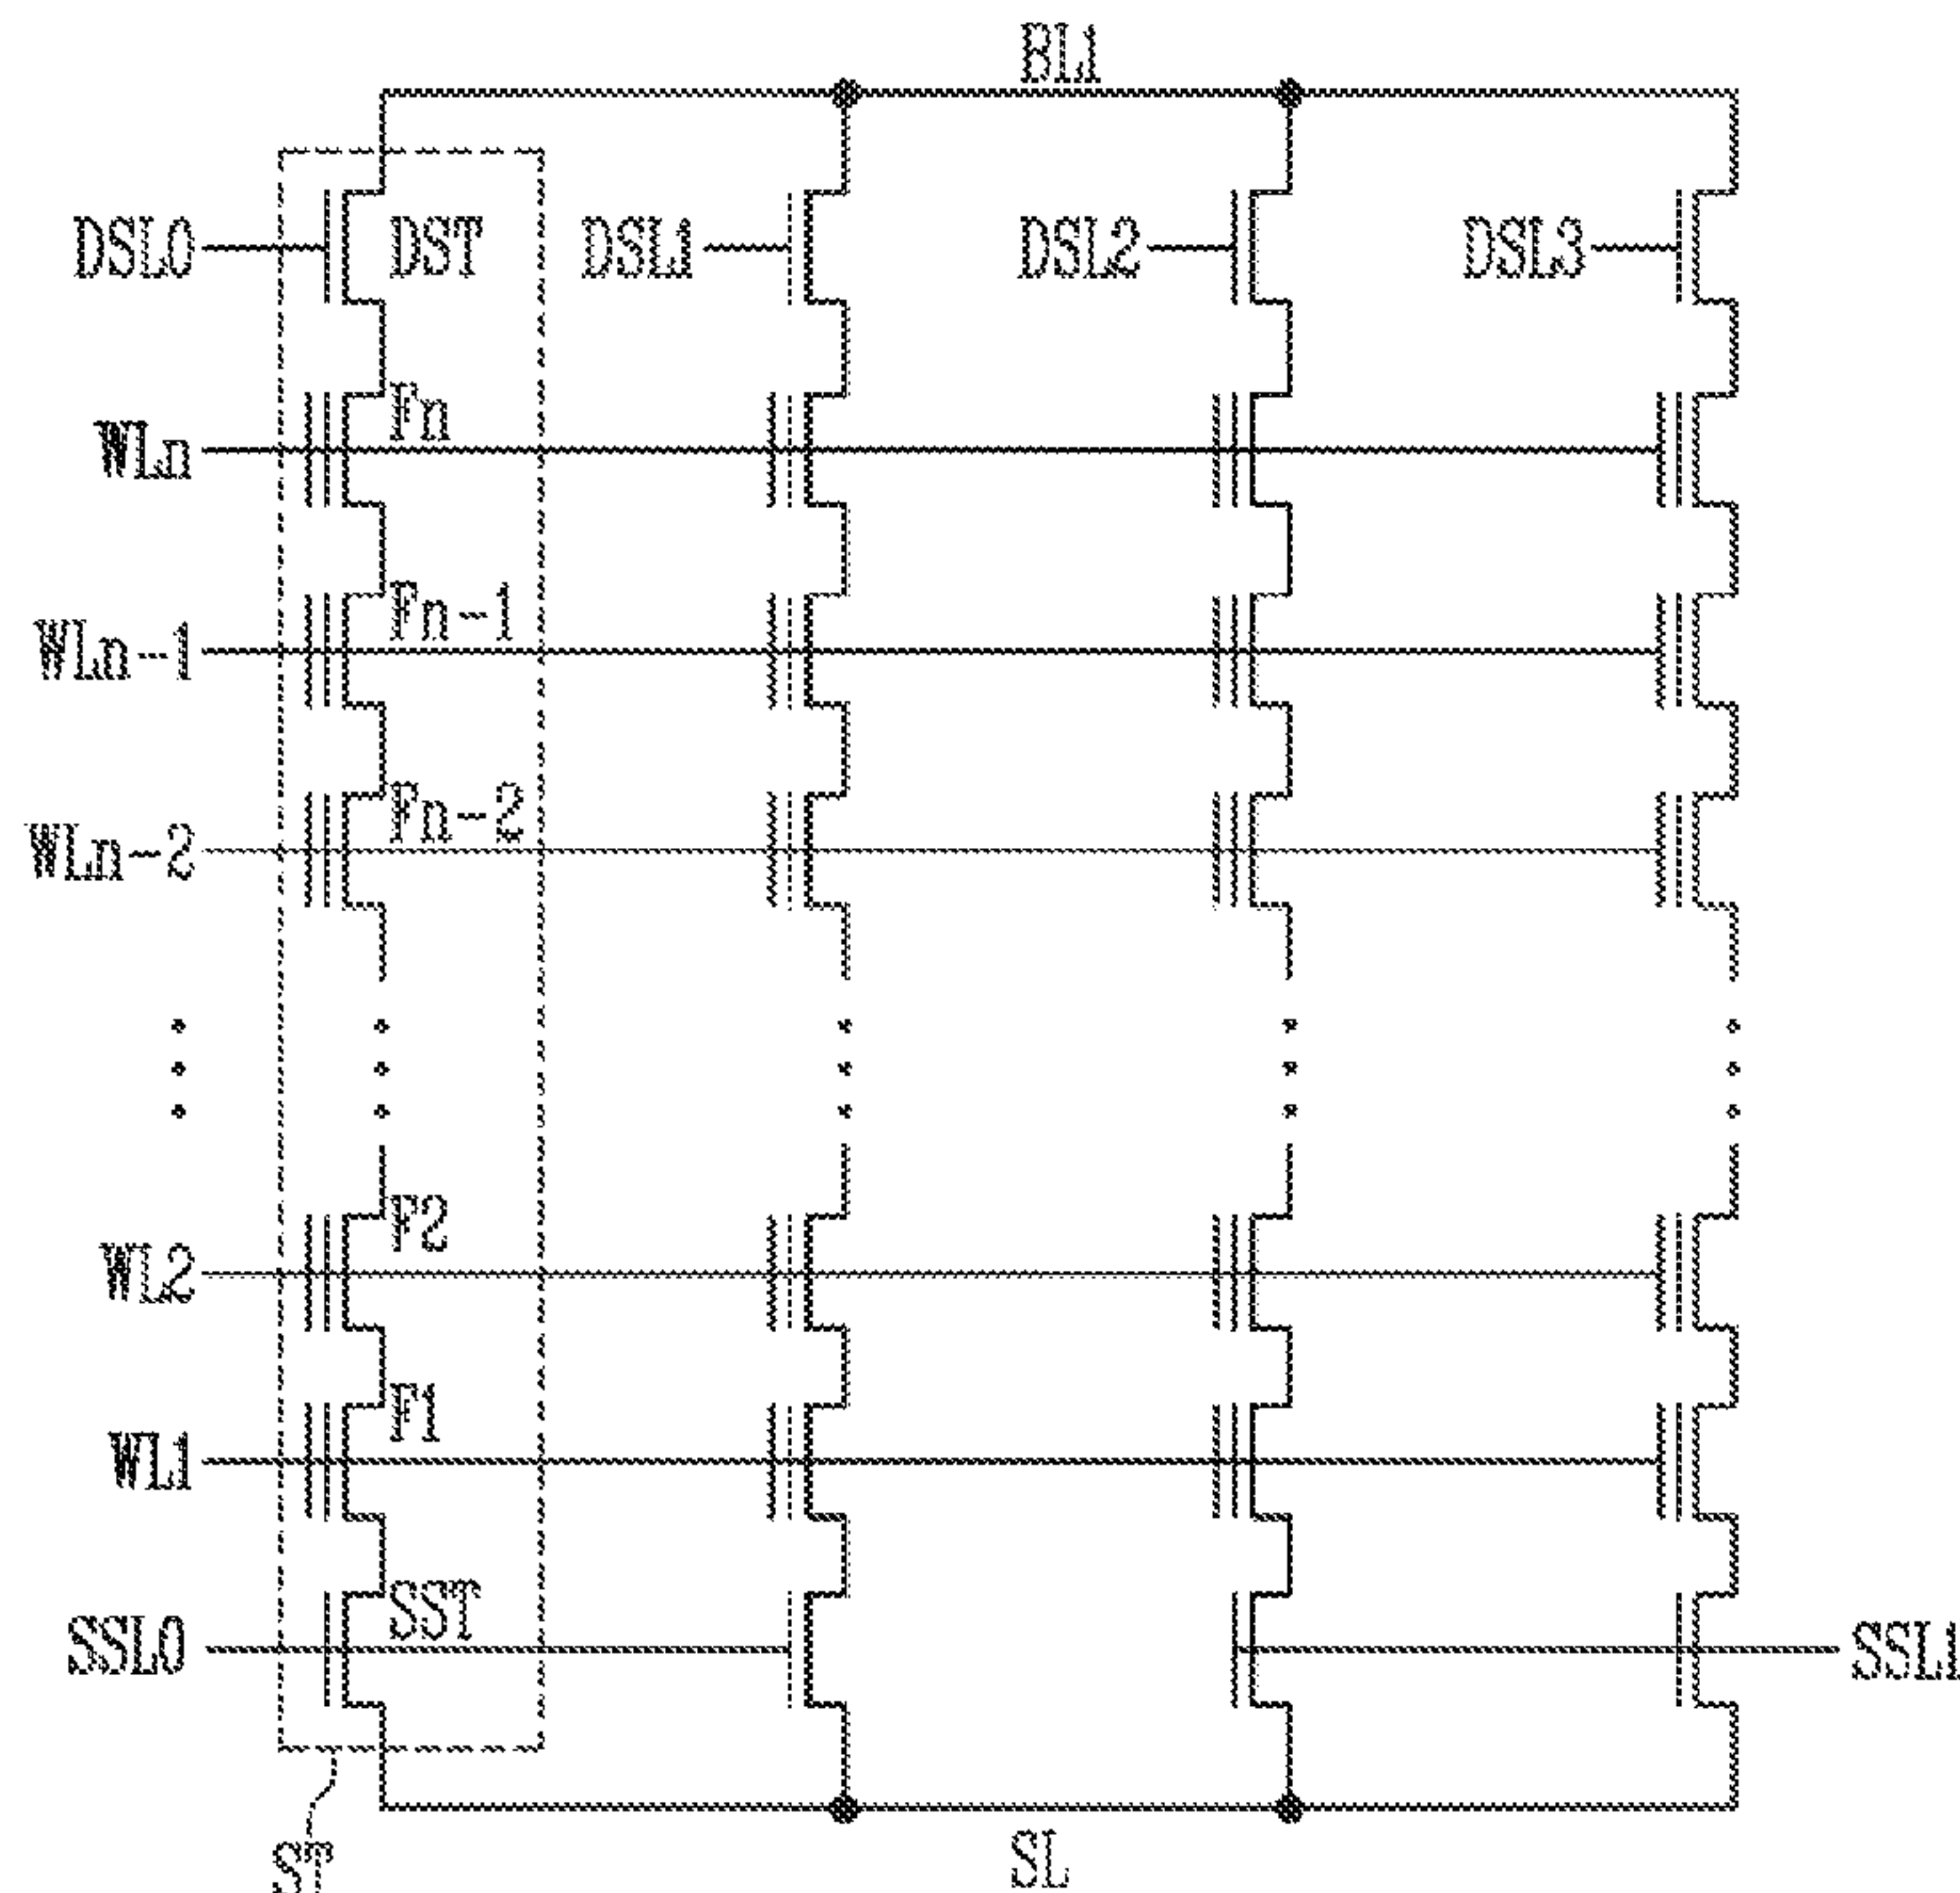 BL1
DSL0 DST DSL1 DSL2 DSL3
Fn
WLn
Fn-1
WLn-1
Fn-2
WLn-2
F2
WL2
F1
WL1
SST
SSL0 SSL1
ST SL